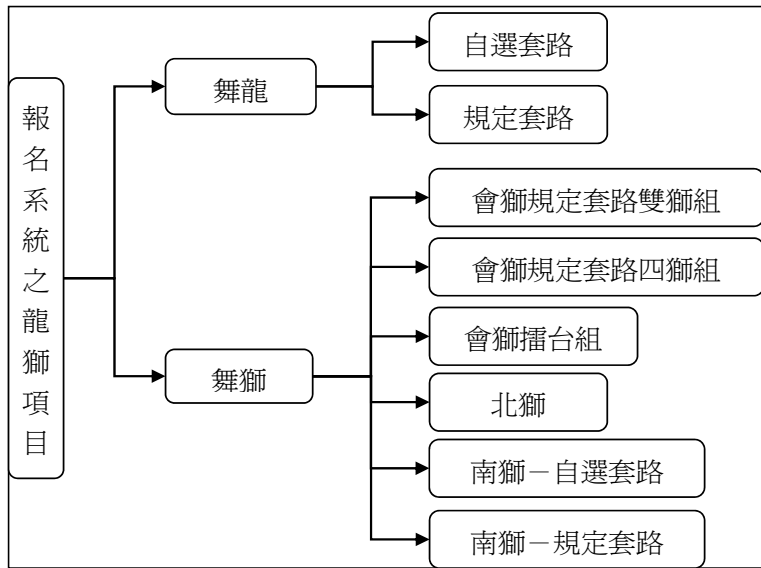 報名系統之龍獅項目
舞龍
自選套路
規定套路
舞獅
會獅規定套路雙獅組
會獅規定套路四獅組
會獅擂台組
北獅
南獅－自選套路
南獅－規定套路